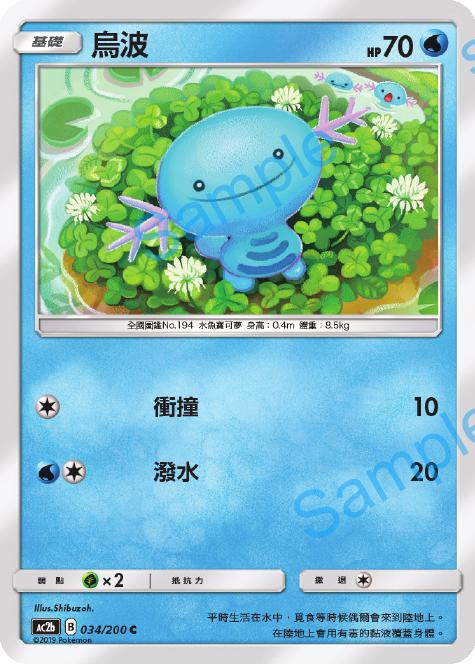 基礎 烏波 HP70
Sample
全國圖鑑No.194 水魚寶可夢 身高：0.4m 體重：8.5kg
衝撞 10
潑水 20
Sample
弱點 ×2 抵抗力 撤退
Illus.Shibuzoh.
平時生活在水中，覓食等時候偶爾會來到陸地上。
AC2b B 034/200 C
在陸地上會用有毒的黏液覆蓋身體。
©2019 Pokémon